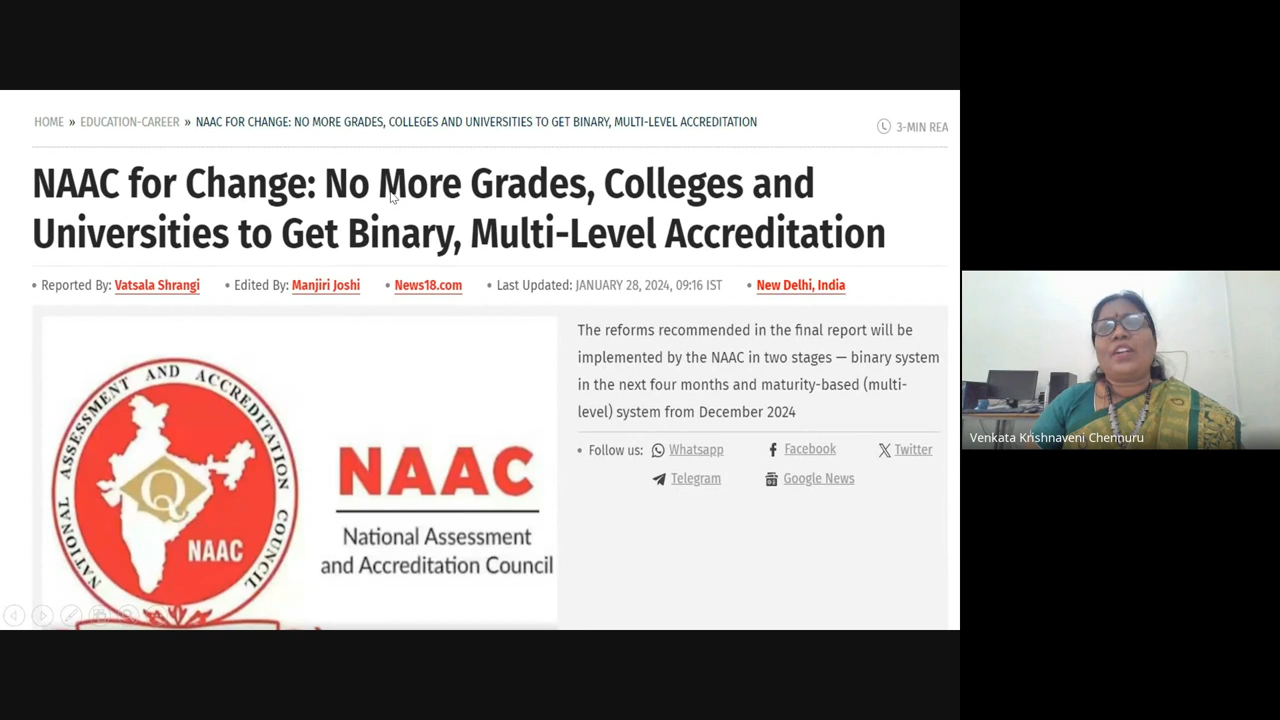 HOME » EDUCATION-CAREER » NAAC FOR CHANGE: NO MORE GRADES, COLLEGES AND UNIVERSITIES TO GET BINARY, MULTI-LEVEL ACCREDITATION
3-MIN REA
NAAC for Change: No More Grades, Colleges and
Universities to Get Binary, Multi-Level Accreditation
• Reported By: Vatsala Shrangi • Edited By: Manjiri Joshi • News18.com • Last Updated: JANUARY 28, 2024, 09:16 IST • New Delhi, India
NATIONAL ASSESSMENT AND ACCREDITATION COUNCIL
Q
NAAC
NAAC
National Assessment
and Accreditation Council
The reforms recommended in the final report will be
implemented by the NAAC in two stages — binary system
in the next four months and maturity-based (multi-
level) system from December 2024
• Follow us: Whatsapp Facebook Twitter
Telegram Google News
Venkata Krishnaveni Chennuru